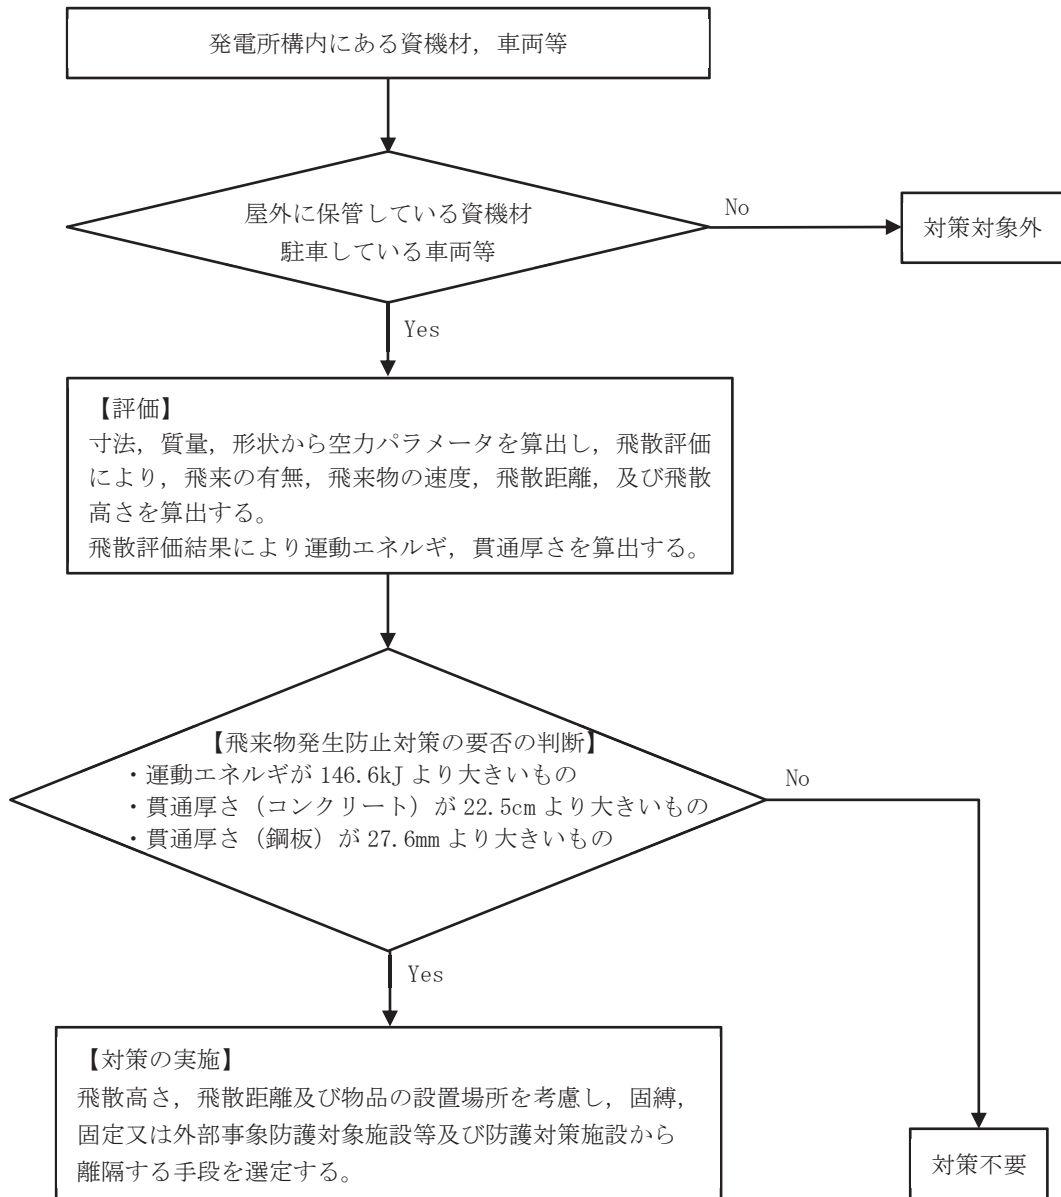 発電所構内にある資機材，車両等
屋外に保管している資機材
駐車している車両等
No
対策対象外
Yes
【評価】
寸法，質量，形状から空力パラメータを算出し，飛散評価
により，飛来の有無，飛来物の速度，飛散距離，及び飛散
高さを算出する。
飛散評価結果により運動エネルギ，貫通厚さを算出する。
【飛来物発生防止対策の要否の判断】
・運動エネルギが 146.6kJ より大きいもの
・貫通厚さ（コンクリート）が 22.5cm より大きいもの
・貫通厚さ（鋼板）が 27.6mm より大きいもの
No
Yes
【対策の実施】
飛散高さ，飛散距離及び物品の設置場所を考慮し，固縛，
固定又は外部事象防護対象施設等及び防護対策施設から
離隔する手段を選定する。
対策不要